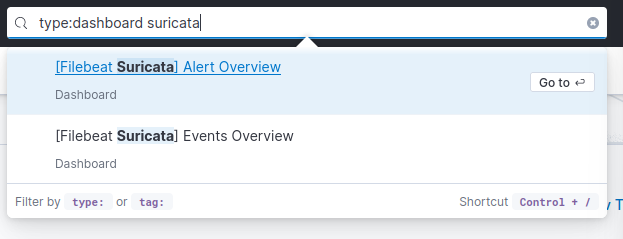 type:dashboard suricata
[Filebeat Suricata] Alert Overview
Go to
Dashboard
[Filebeat Suricata] Events Overview
Dashboard
Filter by type: or tag: Shortcut Control + /